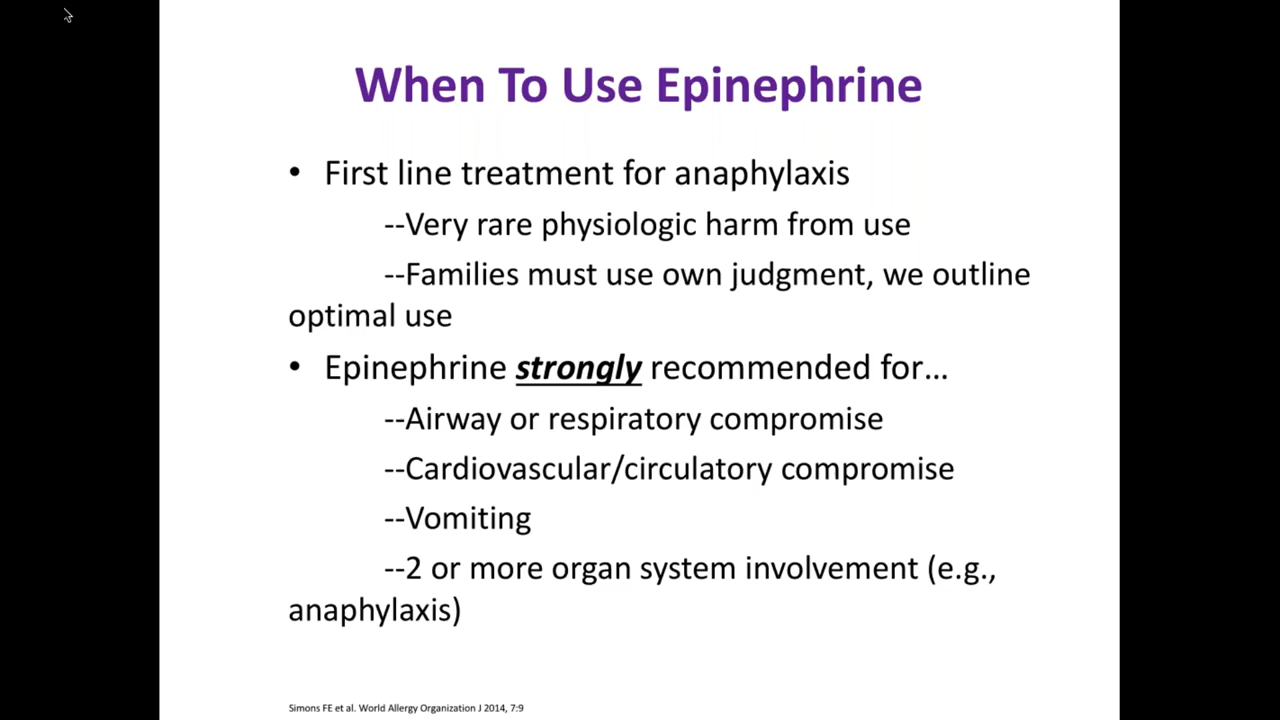 When To Use Epinephrine
• First line treatment for anaphylaxis
--Very rare physiologic harm from use
--Families must use own judgment, we outline
optimal use
• Epinephrine strongly recommended for…
--Airway or respiratory compromise
--Cardiovascular/circulatory compromise
--Vomiting
--2 or more organ system involvement (e.g.,
anaphylaxis)
Simons FE et al. World Allergy Organization J 2014, 7:9